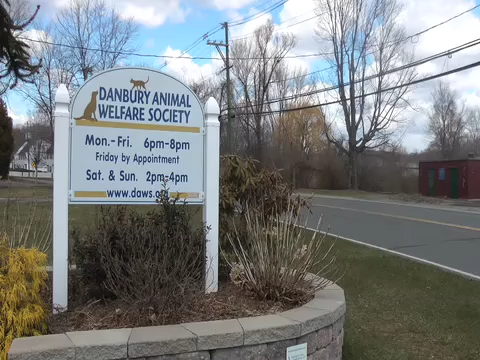 DANBURY ANIMAL
WELFARE SOCIETY
Mon.-Fri. 6pm-8pm
Friday by Appointment
Sat. & Sun. 2pm-4pm
www.daws.org